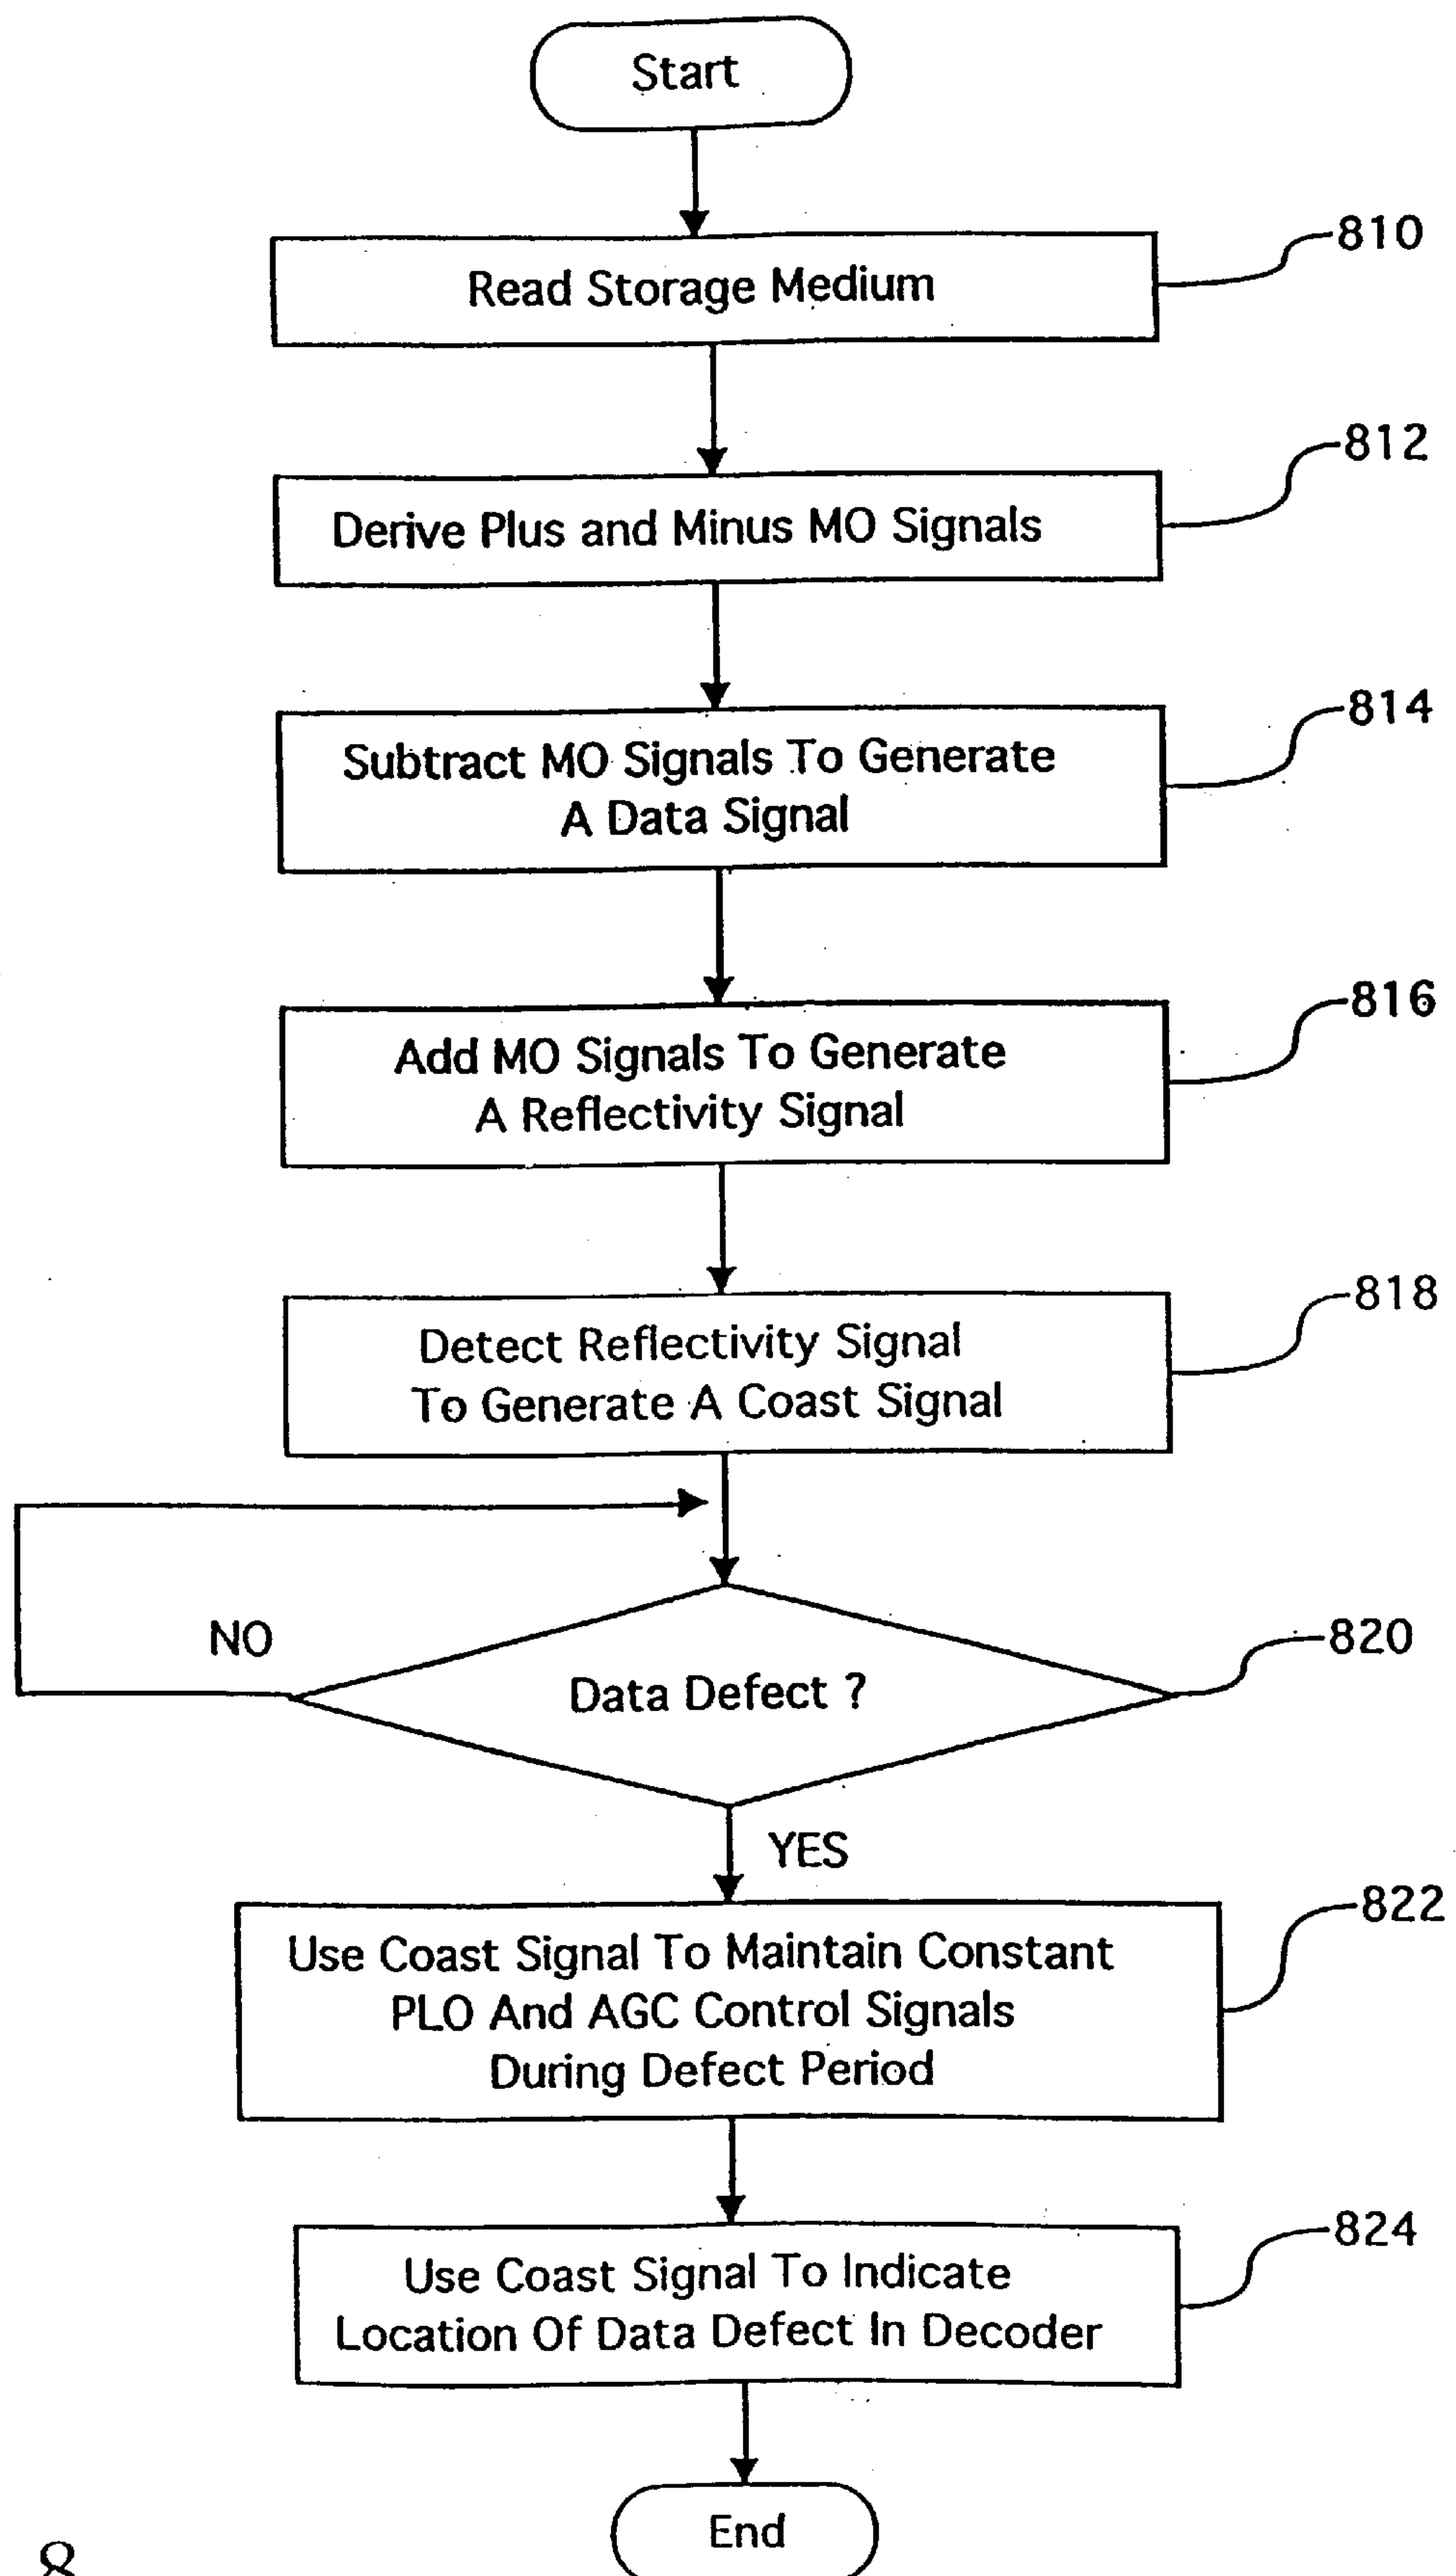 Start
Read Storage Medium
810
Derive Plus and Minus MO Signals
812
Subtract MO Signals To Generate
A Data Signal
814
Add MO Signals To Generate
A Reflectivity Signal
816
Detect Reflectivity Signal
To Generate A Coast Signal
818
NO
Data Defect ?
820
YES
Use Coast Signal To Maintain Constant
PLO And AGC Control Signals
During Defect Period
822
Use Coast Signal To Indicate
Location Of Data Defect In Decoder
824
End
8